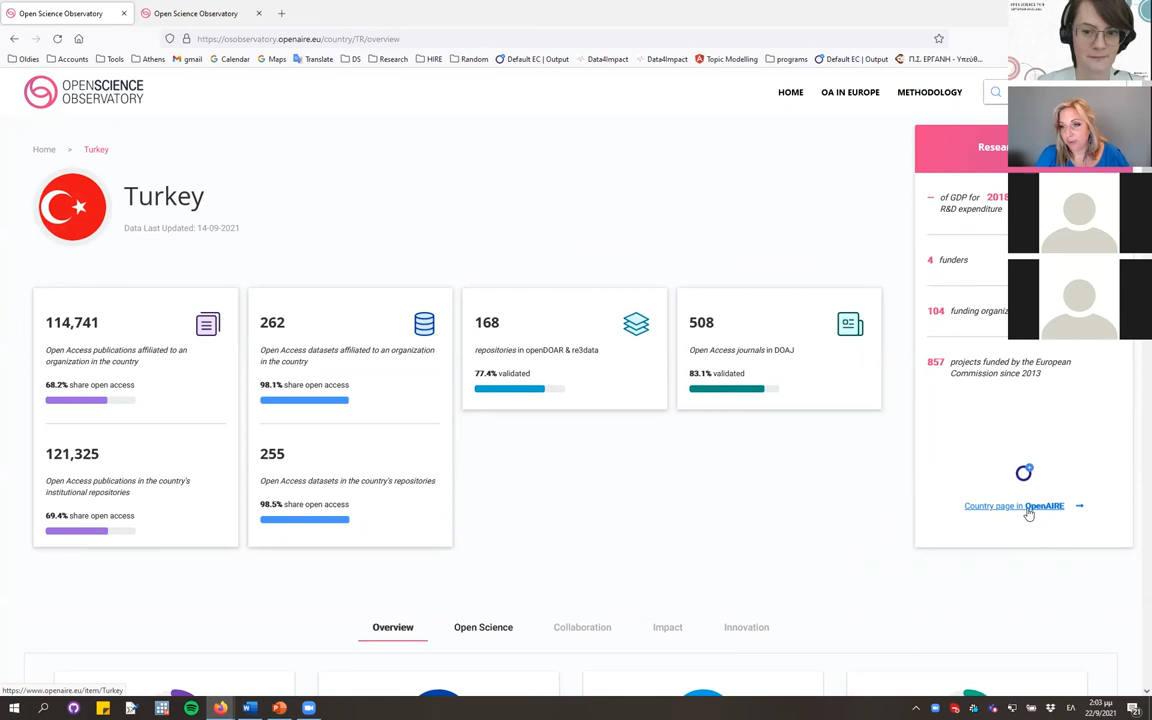 Open Science Observatory
Open Science Observatory
https://osobservatory.openaire.eu/country/TR/overview
Oldies Accounts Tools Athens gmail Calendar Maps Translate DS Research HIRE Random Default EC | Output Data4Impact Data4Impact Topic Modelling programs Default EC | Output Π.Σ. ΕΡΓΑΝΗ - Υπεύθ...
OPENSCIENCE
OBSERVATORY
HOME
OA IN EUROPE
METHODOLOGY
Home > Turkey
Turkey
Data Last Updated: 14-09-2021
114,741
Open Access publications affiliated to an
organization in the country
68.2% share open access
121,325
Open Access publications in the country's
institutional repositories
69.4% share open access
262
Open Access datasets affiliated to an organization
in the country
98.1% share open access
255
Open Access datasets in the country's repositories
98.5% share open access
168
repositories in openDOAR & re3data
77.4% validated
508
Open Access journals in DOAJ
83.1% validated
Resea
– of GDP for 2018
R&D expenditure
4 funders
104 funding organiz
857 projects funded by the European
Commission since 2013
Country page in OpenAIRE
Overview
Open Science
Collaboration
Impact
Innovation
https://www.openaire.eu/item/Turkey
ΕΛ
2:03 μμ
22/9/2021
21